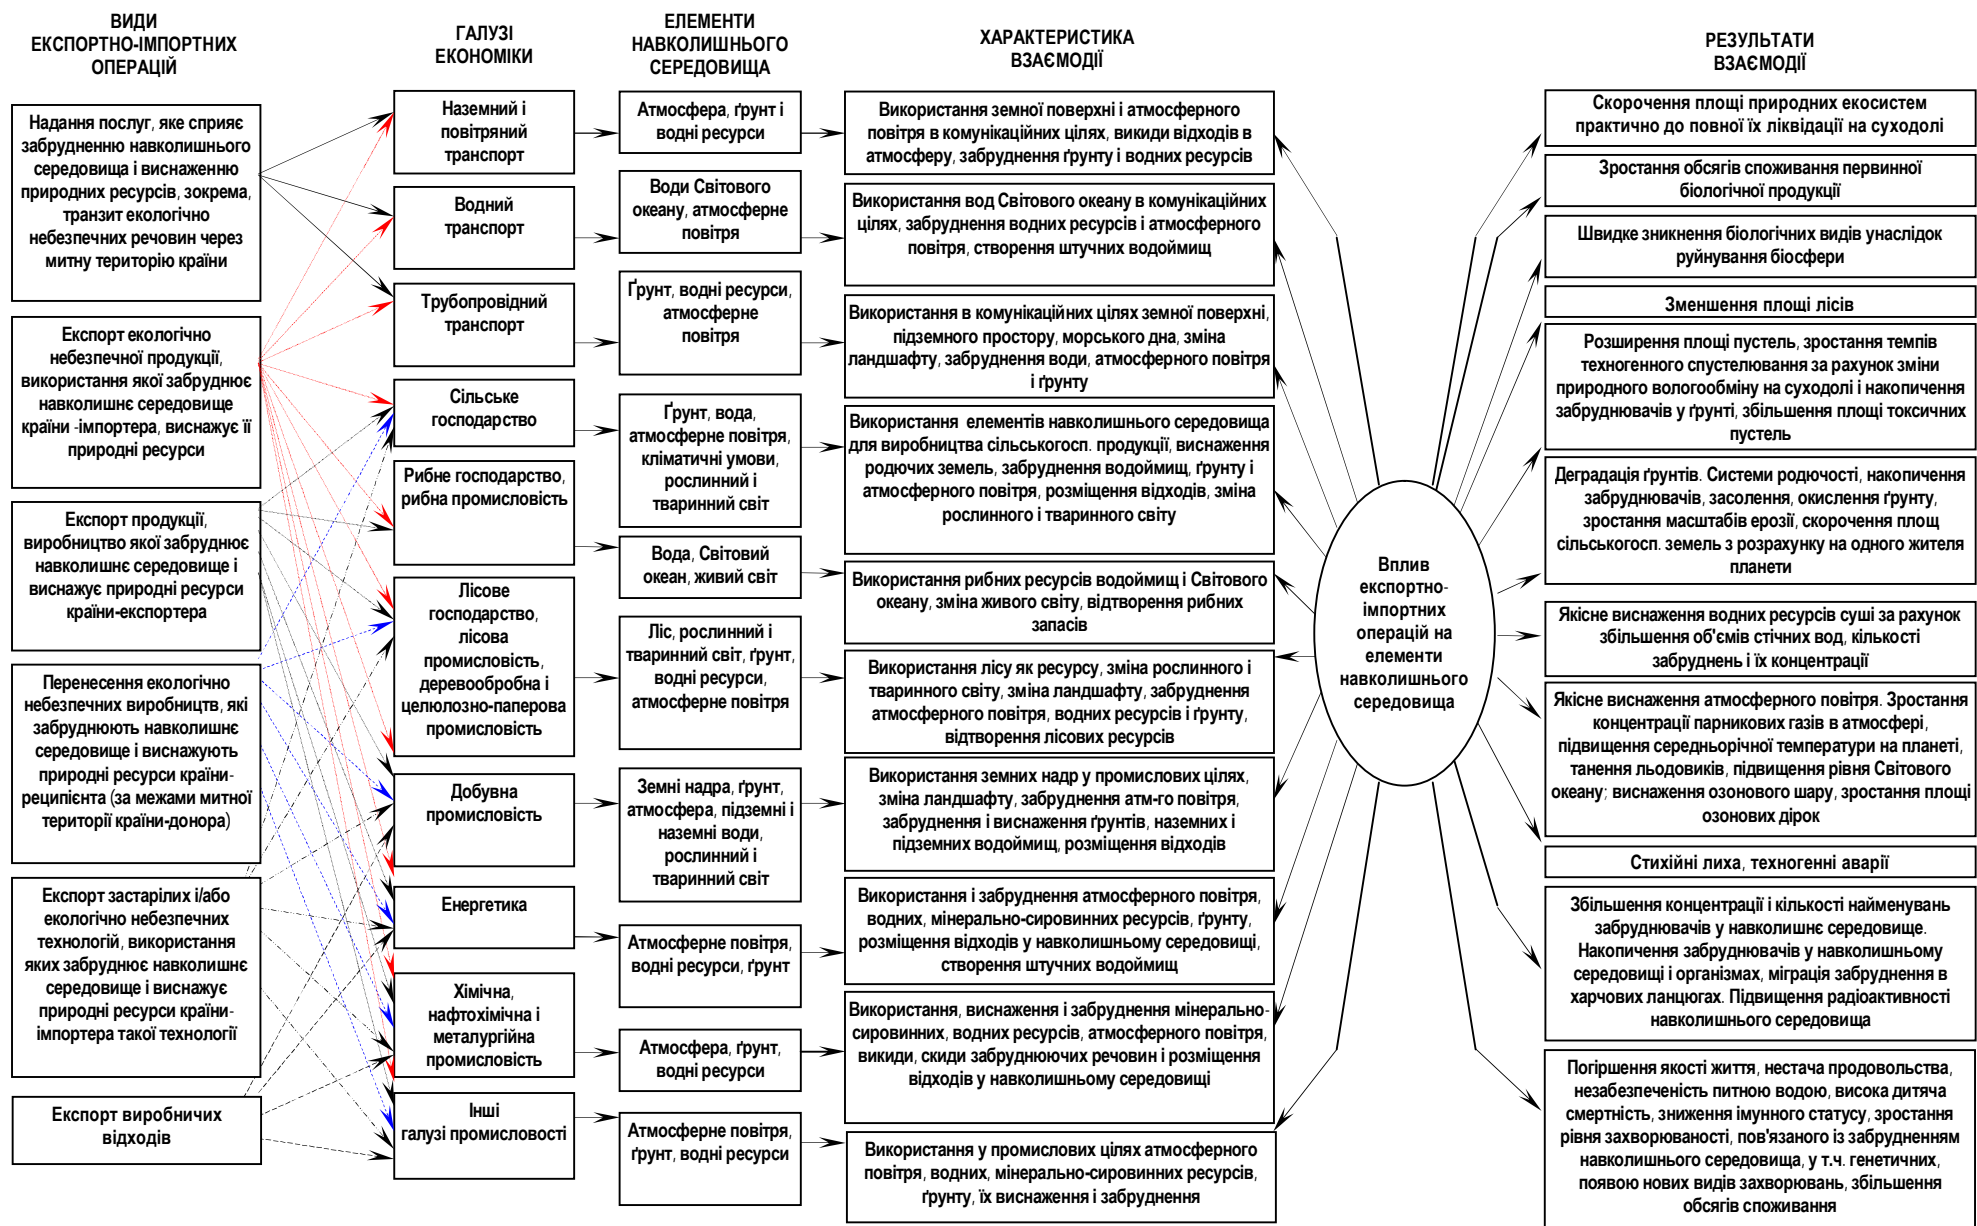 ВИДИ
ЕКСПОРТНО-ІМПОРТНИХ
ОПЕРАЦІЙ
ГАЛУЗІ
ЕКОНОМІКИ
ЕЛЕМЕНТИ
НАВКОЛИШНЬОГО
СЕРЕДОВИЩА
ХАРАКТЕРИСТИКА
ВЗАЄМОДІЇ
РЕЗУЛЬТАТИ
ВЗАЄМОДІЇ
Надання послуг, яке сприяє
забрудненню навколишнього
середовища і виснаженню
природних ресурсів, зокрема,
транзит екологічно
небезпечних речовин через
митну територію країни
Експорт екологічно
небезпечної продукції,
використання якої забруднює
навколишнє середовище
країни -імпортера, виснажує її
природні ресурси
Експорт продукції,
виробництво якої забруднює
навколишнє середовище і
виснажує природні ресурси
країни-експортера
Перенесення екологічно
небезпечних виробництв, які
забруднюють навколишнє
середовище і виснажують
природні ресурси країни-
реципієнта (за межами митної
території країни-донора)
Експорт застарілих і/або
екологічно небезпечних
технологій, використання
яких забруднює навколишнє
середовище і виснажує
природні ресурси країни-
імпортера такої технології
Експорт виробничих
відходів
Наземний і
повітряний
транспорт
Водний
транспорт
Трубопровідний
транспорт
Сільське
господарство
Рибне господарство,
рибна промисловість
Лісове
господарство,
лісова
промисловість,
деревообробна і
целюлозно-паперова
промисловість
Добувна
промисловість
Енергетика
Хімічна,
нафтохімічна і
металургійна
промисловість
Інші
галузі промисловості
Атмосфера, ґрунт і
водні ресурси
Води Світового
океану, атмосферне
повітря
Ґрунт, водні ресурси,
атмосферне
повітря
Ґрунт, вода,
атмосферне повітря,
кліматичні умови,
рослинний і
тваринний світ
Вода, Світовий
океан, живий світ
Ліс, рослинний і
тваринний світ, ґрунт,
водні ресурси,
атмосферне повітря
Земні надра, ґрунт,
атмосфера, підземні і
наземні води,
рослинний і
тваринний світ
Атмосферне повітря,
водні ресурси, ґрунт
Атмосфера, ґрунт,
водні ресурси
Атмосферне повітря,
ґрунт, водні ресурси
Використання земної поверхні і атмосферного
повітря в комунікаційних цілях, викиди відходів в
атмосферу, забруднення ґрунту і водних ресурсів
Використання вод Світового океану в комунікаційних
цілях, забруднення водних ресурсів і атмосферного
повітря, створення штучних водоймищ
Використання в комунікаційних цілях земної поверхні,
підземного простору, морського дна, зміна
ландшафту, забруднення води, атмосферного повітря
і ґрунту
Використання елементів навколишнього середовища
для виробництва сільськогосп. продукції, виснаження
родючих земель, забруднення водоймищ, ґрунту і
атмосферного повітря, розміщення відходів, зміна
рослинного і тваринного світу
Використання рибних ресурсів водоймищ і Світового
океану, зміна живого світу, відтворення рибних
запасів
Використання лісу як ресурсу, зміна рослинного і
тваринного світу, зміна ландшафту, забруднення
атмосферного повітря, водних ресурсів і ґрунту,
відтворення лісових ресурсів
Використання земних надр у промислових цілях,
зміна ландшафту, забруднення атм-го повітря,
забруднення і виснаження ґрунтів, наземних і
підземних водоймищ, розміщення відходів
Використання і забруднення атмосферного повітря,
водних, мінерально-сировинних ресурсів, ґрунту,
розміщення відходів у навколишньому середовищі,
створення штучних водоймищ
Використання, виснаження і забруднення мінерально-
сировинних, водних ресурсів, атмосферного повітря,
викиди, скиди забруднюючих речовин і розміщення
відходів у навколишньому середовищі
Використання у промислових цілях атмосферного
повітря, водних, мінерально-сировинних ресурсів,
ґрунту, їх виснаження і забруднення
Вплив
експортно-
імпортних
операцій на
елементи
навколишнього
середовища
Скорочення площі природних екосистем
практично до повної їх ліквідації на суходолі
Зростання обсягів споживання первинної
біологічної продукції
Швидке зникнення біологічних видів унаслідок
руйнування біосфери
Зменшення площі лісів
Розширення площі пустель, зростання темпів
техногенного спустелювання за рахунок зміни
природного вологообміну на суходолі і накопичення
забруднювачів у ґрунті, збільшення площі токсичних
пустель
Деградація ґрунтів. Системи родючості, накопичення
забруднювачів, засолення, окислення ґрунту,
зростання масштабів ерозії, скорочення площ
сільськогосп. земель з розрахунку на одного жителя
планети
Якісне виснаження водних ресурсів суші за рахунок
збільшення об'ємів стічних вод, кількості
забруднень і їх концентрації
Якісне виснаження атмосферного повітря. Зростання
концентрації парникових газів в атмосфері,
підвищення середньорічної температури на планеті,
танення льодовиків, підвищення рівня Світового
океану; виснаження озонового шару, зростання площі
озонових дірок
Стихійні лиха, техногенні аварії
Збільшення концентрації і кількості найменувань
забруднювачів у навколишнє середовище.
Накопичення забруднювачів у навколишньому
середовищі і організмах, міграція забруднення в
харчових ланцюгах. Підвищення радіоактивності
навколишнього середовища
Погіршення якості життя, нестача продовольства,
незабезпеченість питною водою, висока дитяча
смертність, зниження імунного статусу, зростання
рівня захворюваності, пов'язаного із забрудненням
навколишнього середовища, у т.ч. генетичних,
появою нових видів захворювань, збільшення
обсягів споживання